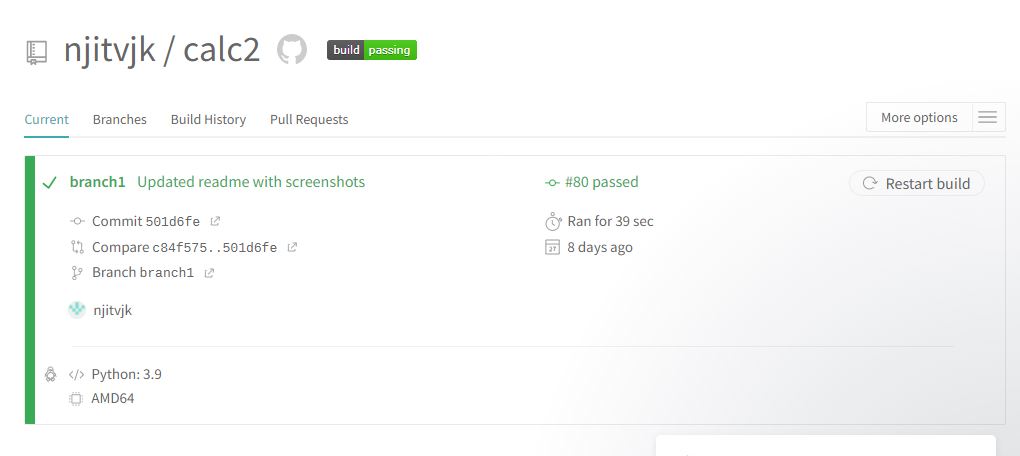 njitvjk / calc2 build passing
Current Branches Build History Pull Requests More options
branch1 Updated readme with screenshots #80 passed Restart build
Commit 501d6fe Ran for 39 sec
Compare c84f575..501d6fe 27 8 days ago
Branch branch1
njitvjk
</> Python: 3.9
AMD64